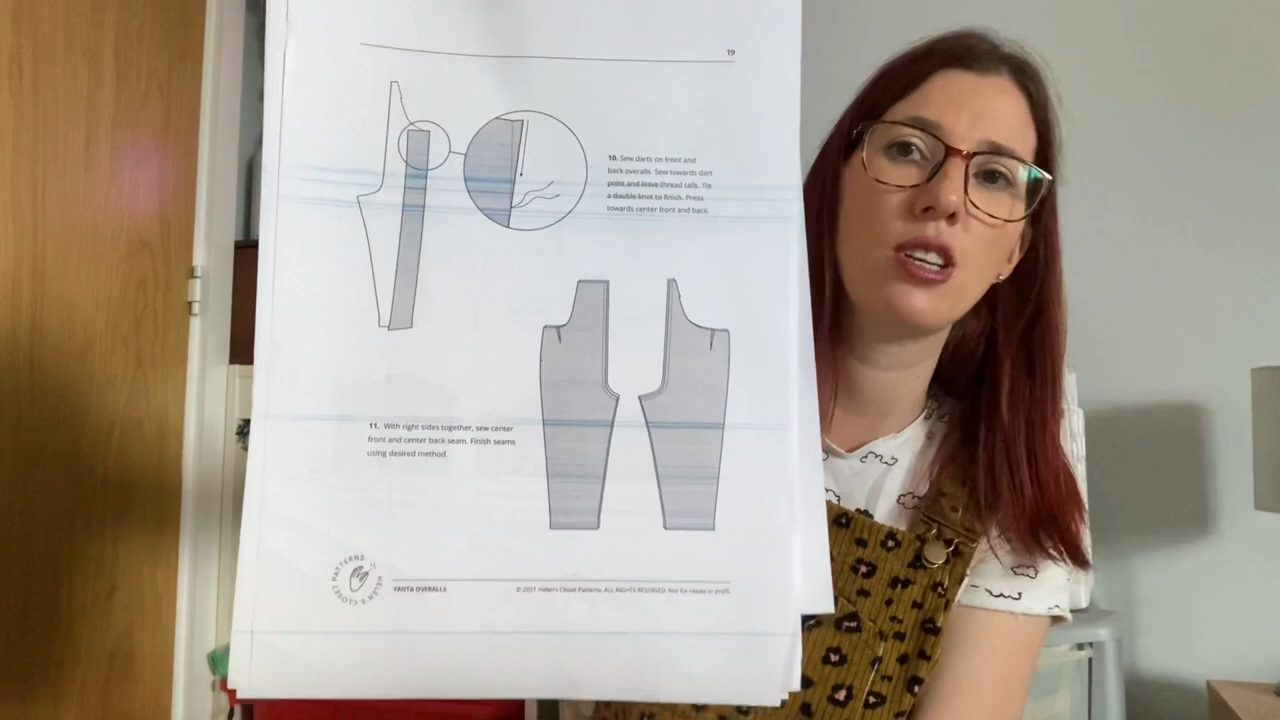 19
10. Sew darts on front and
back overalls. Sew towards dart
point and leave thread tails. Tie
a double knot to finish. Press
towards center front and back.
11. With right sides together, sew center
front and center back seam. Finish seams
using desired method.
HELEN'S CLOSET PATTERNS
YANTA OVERALLS
© 2017 Helen's Closet Patterns. ALL RIGHTS RESERVED. Not for resale or profit.